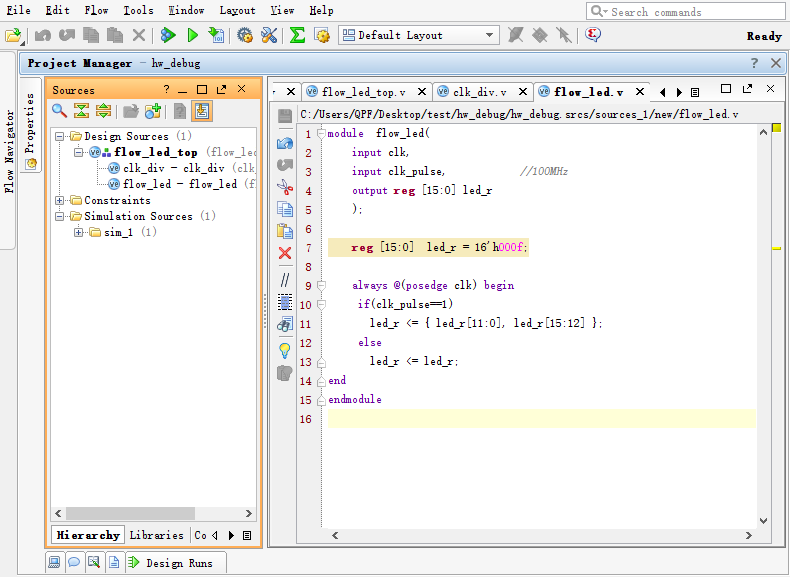 File Edit Flow Tools Window Layout View Help
Search commands
Default Layout
Ready
Project Manager - hw_debug
Flow Navigator
Properties
Sources
Design Sources (1)
flow_led_top (flow_led
clk_div - clk_div (clk_
flow_led - flow_led (f
Constraints
Simulation Sources (1)
sim_1 (1)
Hierarchy Libraries Co
flow_led_top.v clk_div.v flow_led.v
C:/Users/QPF/Desktop/test/hw_debug/hw_debug.srcs/sources_1/new/flow_led.v
1 module flow_led(
2 input clk,
3 input clk_pulse, //100MHz
4 output reg [15:0] led_r
5 );
6
7 reg [15:0] led_r = 16'h000f;
8
9 always @(posedge clk) begin
10 if(clk_pulse==1)
11 led_r <= { led_r[11:0], led_r[15:12] };
12 else
13 led_r <= led_r;
14 end
15 endmodule
16
Design Runs